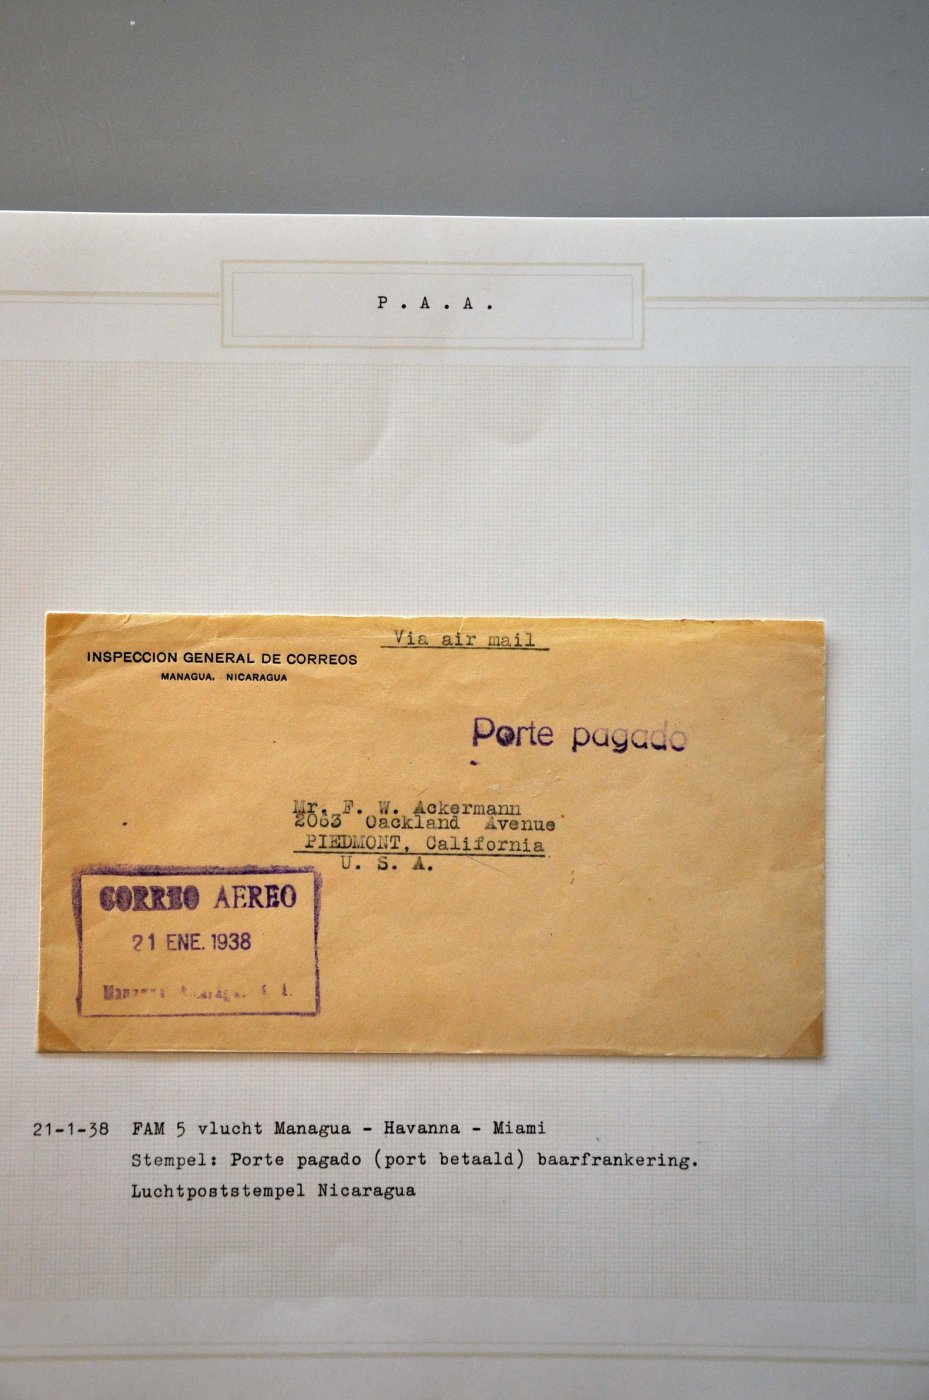 P.A.A.
Via air mail
INSPECCION GENERAL DE CORREOS
MANAGUA, NICARAGUA
Porte pagado
Mr. F. W. Ackermann
2063 Oackland Avenue
PIEDMONT, California
U. S. A.
CORREO AEREO
21 ENE. 1938
21-1-38 FAM 5 vlucht Managua - Havanna - Miami
Stempel: Porte pagado (port betaald) baarfrankering.
Luchtpoststempel Nicaragua